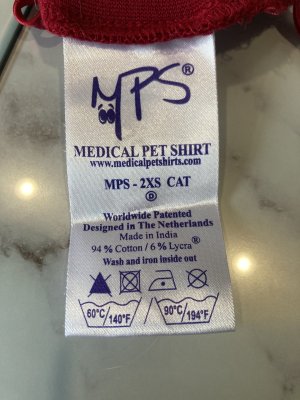 MPS®
MEDICAL PET SHIRT
www.medicalpetshirts.com
MPS - 2XS CAT
D
Worldwide Patented
Designed in The Netherlands
Made in India
94% Cotton / 6% Lycra®
Wash and iron inside out
60°C/140°F 90°C/194°F